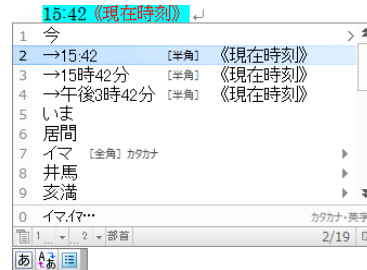 15:42《現在時刻》↵
1 今
2 →15:42 [半角] 《現在時刻》
3 →15時42分 [半角] 《現在時刻》
4 →午後3時42分 [半角] 《現在時刻》
5 いま
6 居間
7 イマ [全角] カタカナ
8 井馬
9 亥満
0 イマ,イマ… カタカナ・英字
1 … 2 部首 2/19
あ